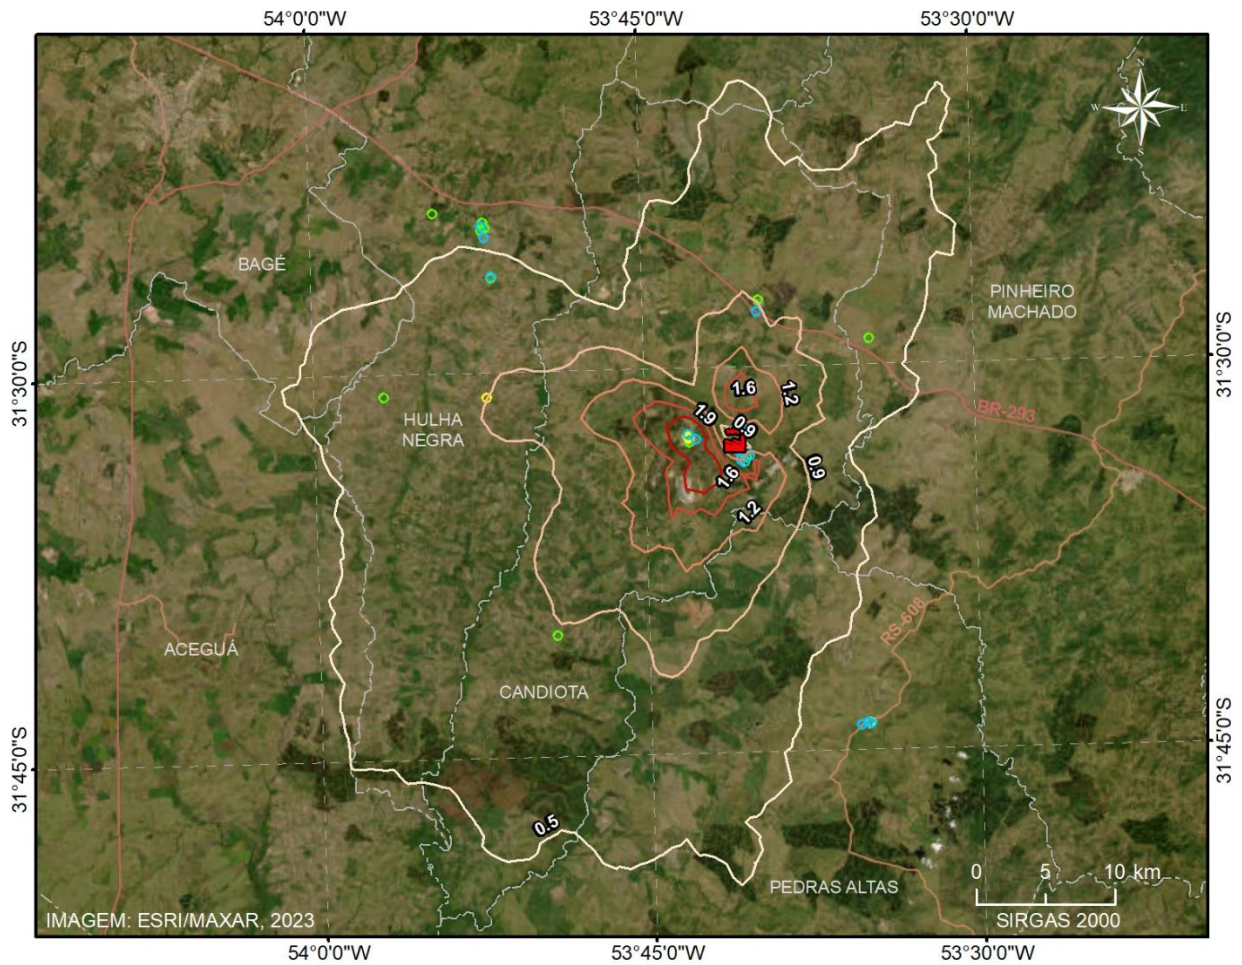 54°0'0"W 53°45'0"W 53°30'0"W
N
W E
S
BAGÉ
PINHEIRO
MACHADO
31°30'0"S 31°30'0"S
1.6
1.2
BR-293
1.9
HULHA
NEGRA
0.9
0.9
1.6
1.2
RS-608
ACEGUÁ
CANDIOTA
31°45'0"S 31°45'0"S
0.5
0 5 10 km
PEDRAS ALTAS
IMAGEM: ESRI/MAXAR, 2023
SIRGAS 2000
54°0'0"W 53°45'0"W 53°30'0"W